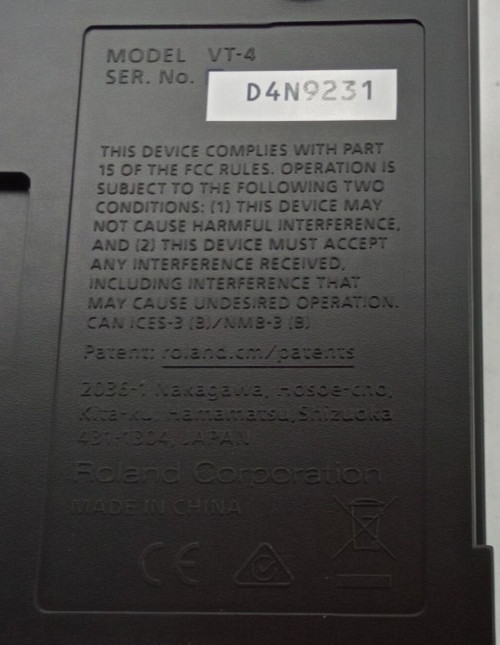 MODEL VT-4
SER. No. D4N9231
THIS DEVICE COMPLIES WITH PART
15 OF THE FCC RULES. OPERATION IS
SUBJECT TO THE FOLLOWING TWO
CONDITIONS: (1) THIS DEVICE MAY
NOT CAUSE HARMFUL INTERFERENCE,
AND (2) THIS DEVICE MUST ACCEPT
ANY INTERFERENCE RECEIVED,
INCLUDING INTERFERENCE THAT
MAY CAUSE UNDESIRED OPERATION.
CAN ICES-3 (B)/NMB-3 (B)
Patent: roland.cm/patents
2036-1 Nakagawa, Hosoe-cho,
Kita-ku, Hamamatsu,Shizuoka
431-1304, JAPAN
Roland Corporation
MADE IN CHINA
CE